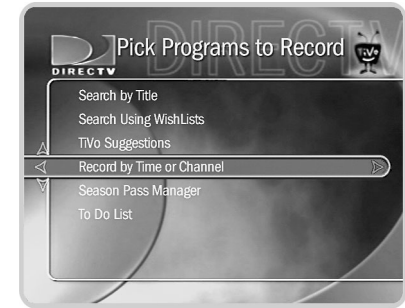 Pick Programs to Record
DIRECTV
DIRECTV
TiVo
Search by Title
Search Using WishLists
TiVo Suggestions
Record by Time or Channel
Season Pass Manager
To Do List